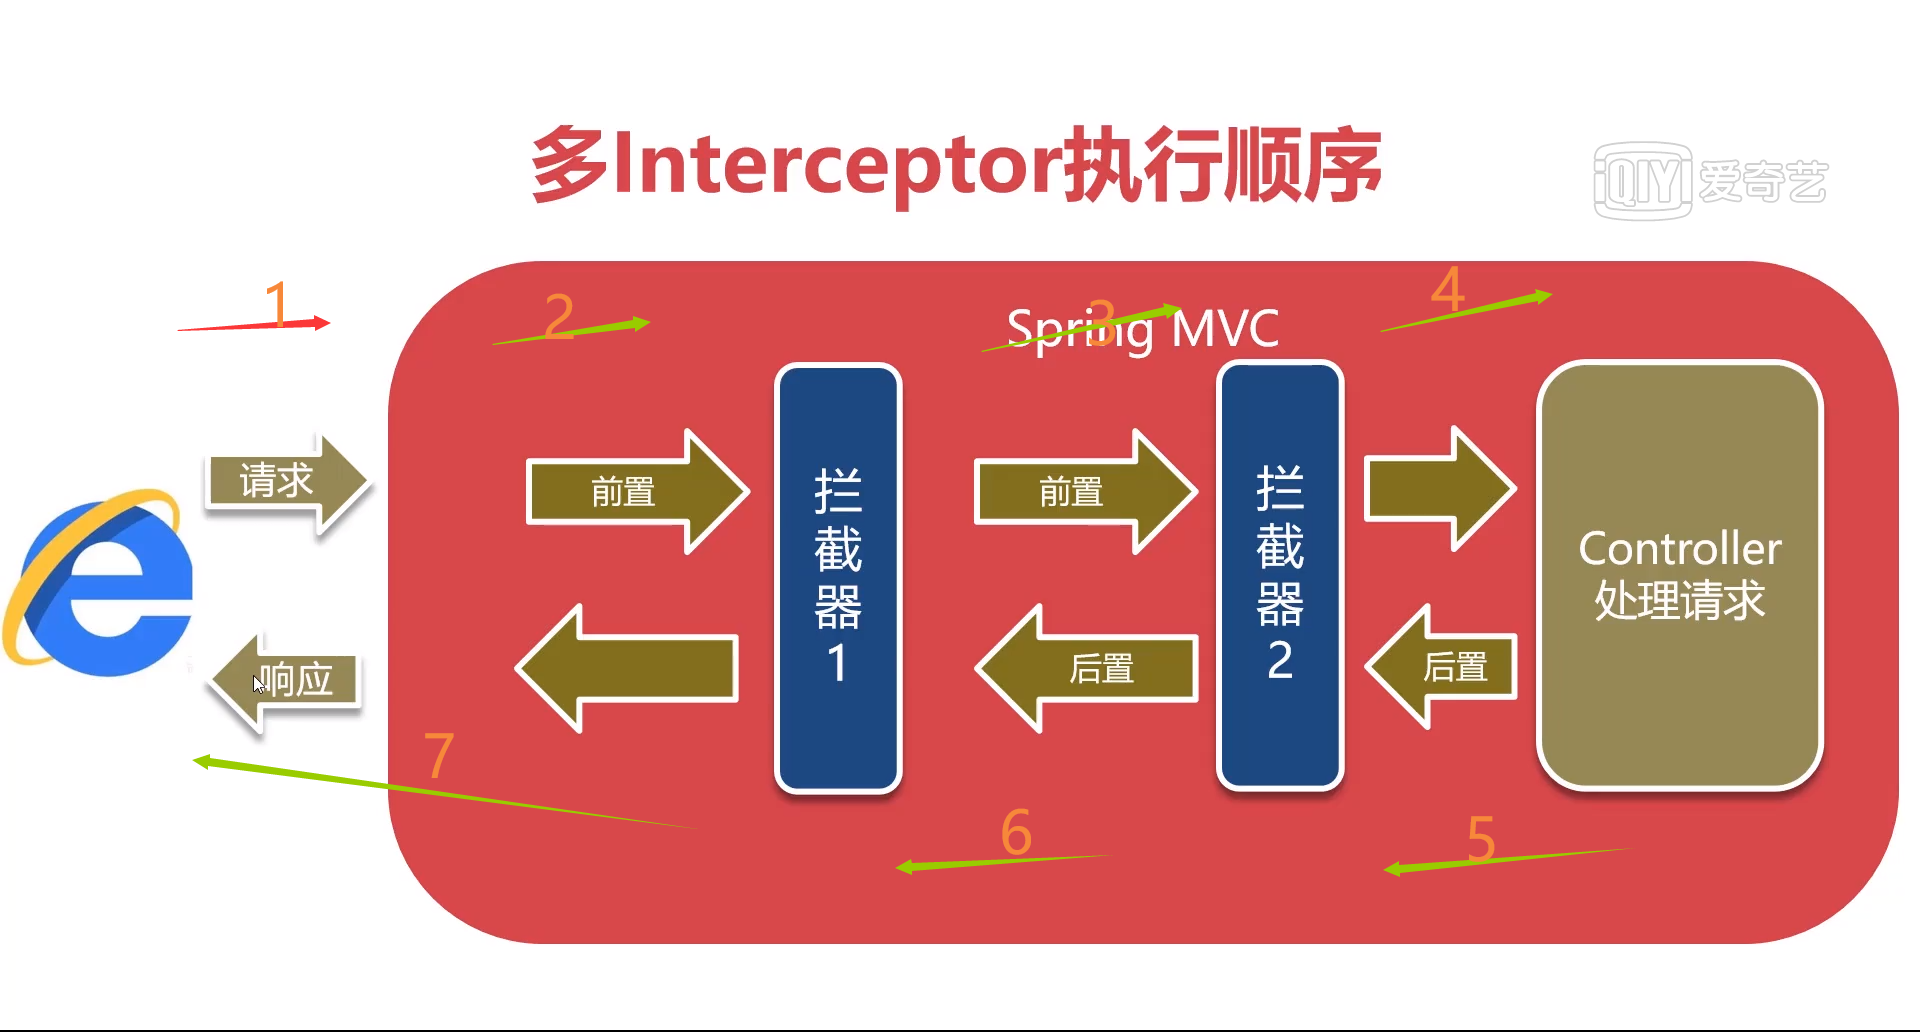 多Interceptor执行顺序
QIY 爱奇艺
1
2
3
4
Spring MVC
请求
前置
拦截器1
前置
拦截器2
Controller
处理请求
响应
后置
后置
7
6
5